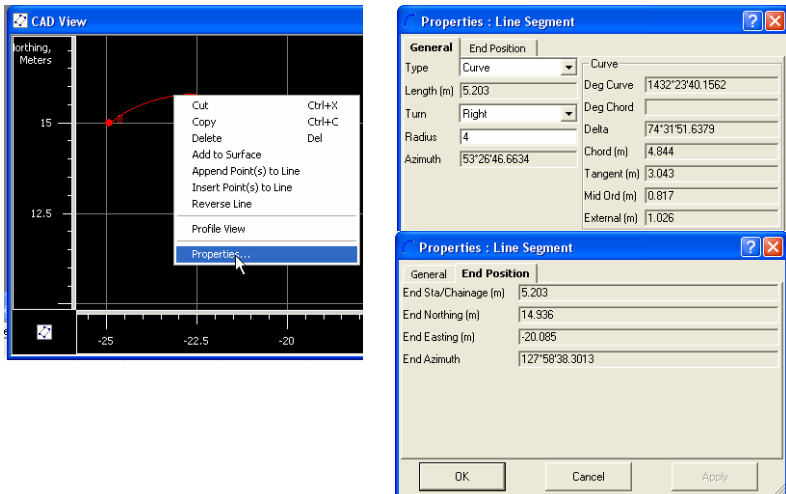 CAD View
orthing,
Meters
15
12.5
-25
-22.5
-20
Cut Ctrl+X
Copy Ctrl+C
Delete Del
Add to Surface
Append Point(s) to Line
Insert Point(s) to Line
Reverse Line
Profile View
Properties...
Properties : Line Segment
General End Position
Type Curve
Length (m) 5.203
Turn Right
Radius 4
Azimuth 53°26'46.6634
Curve
Deg Curve 1432°23'40.1562
Deg Chord
Delta 74°31'51.6379
Chord (m) 4.844
Tangent (m) 3.043
Mid Ord (m) 0.817
External (m) 1.026
Properties : Line Segment
General End Position
End Sta/Chainage (m) 5.203
End Northing (m) 14.936
End Easting (m) -20.085
End Azimuth 127°58'38.3013
OK Cancel Apply